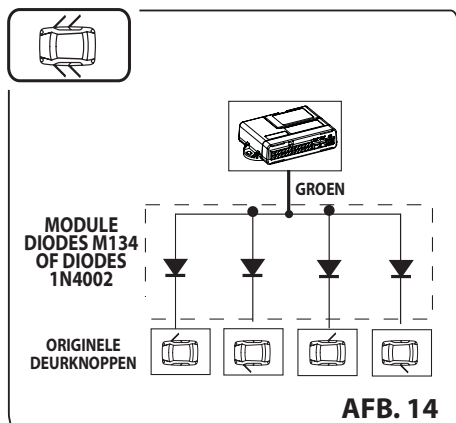 GROEN
MODULE
DIODES M134
OF DIODES
1N4002
ORIGINELE
DEURKNOPPEN
AFB. 14